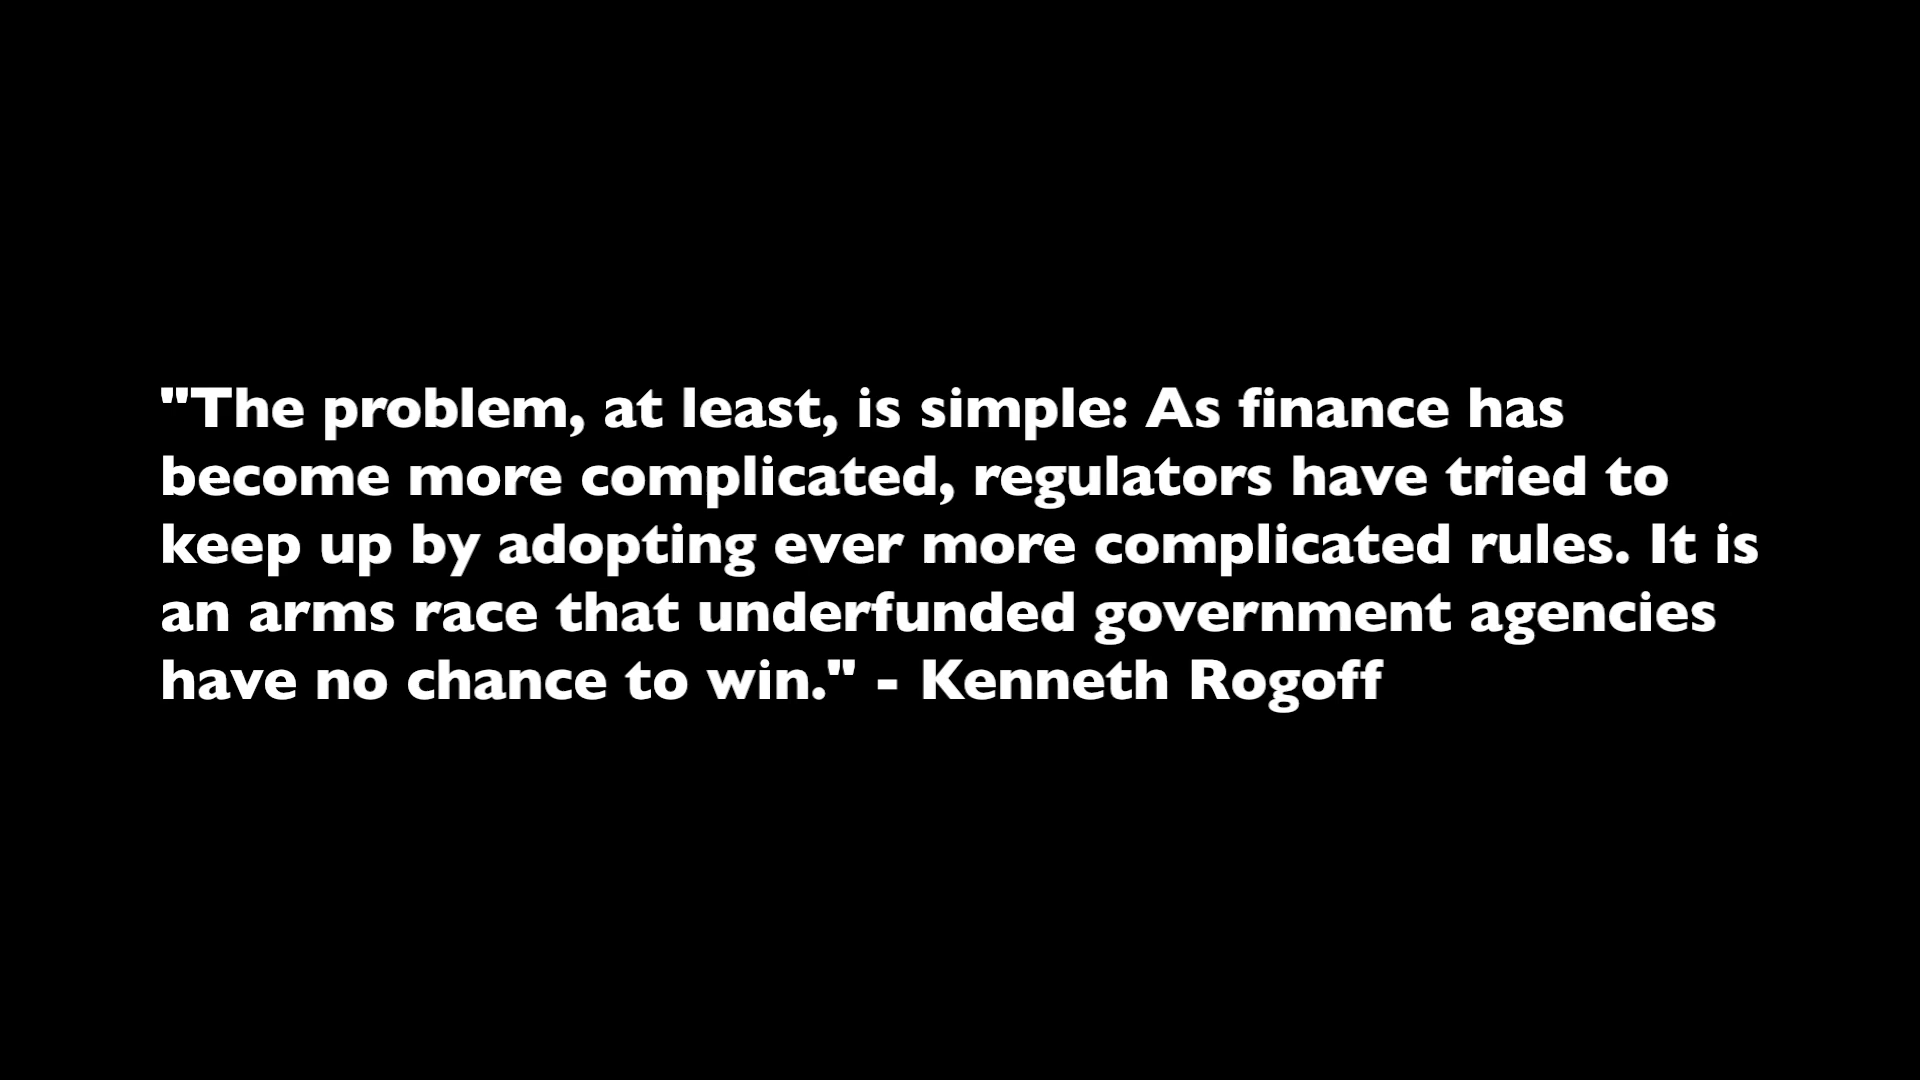 "The problem, at least, is simple: As finance has
become more complicated, regulators have tried to
keep up by adopting ever more complicated rules. It is
an arms race that underfunded government agencies
have no chance to win." - Kenneth Rogoff